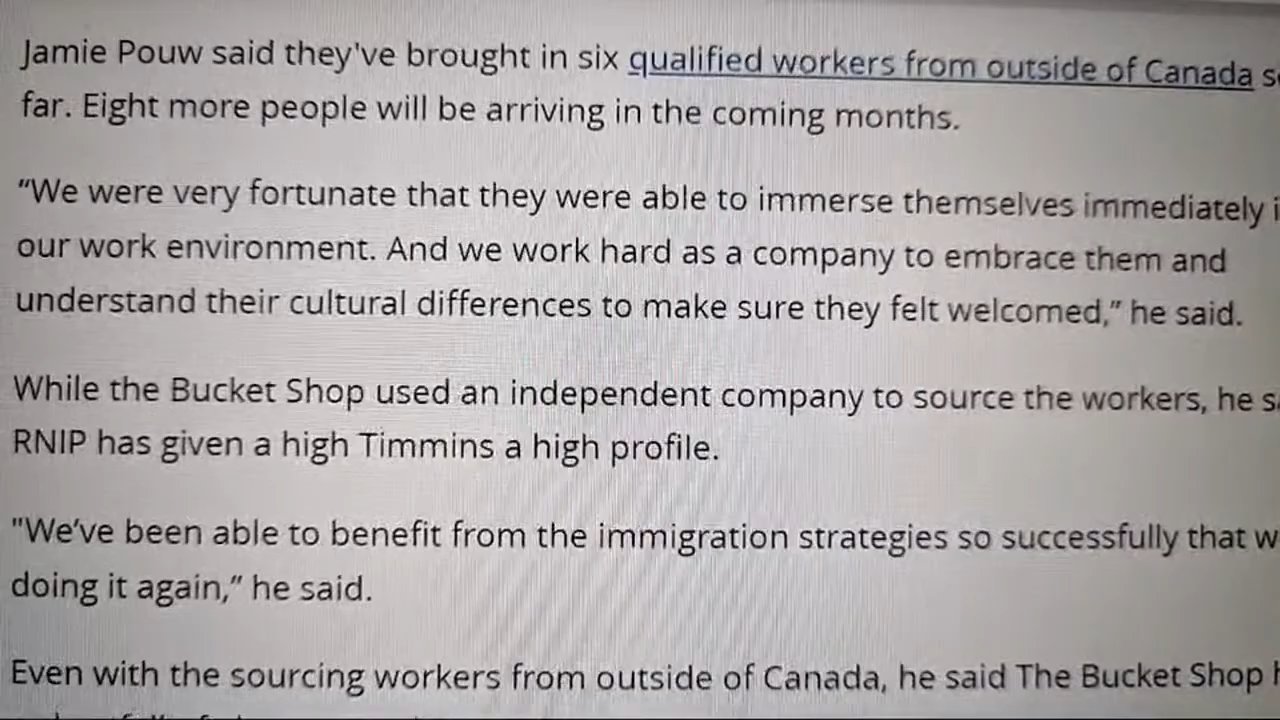 Jamie Pouw said they've brought in six qualified workers from outside of Canada
far. Eight more people will be arriving in the coming months.
“We were very fortunate that they were able to immerse themselves immediately
our work environment. And we work hard as a company to embrace them and
understand their cultural differences to make sure they felt welcomed,” he said.
While the Bucket Shop used an independent company to source the workers, he
RNIP has given a high Timmins a high profile.
"We’ve been able to benefit from the immigration strategies so successfully that
doing it again,” he said.
Even with the sourcing workers from outside of Canada, he said The Bucket Shop